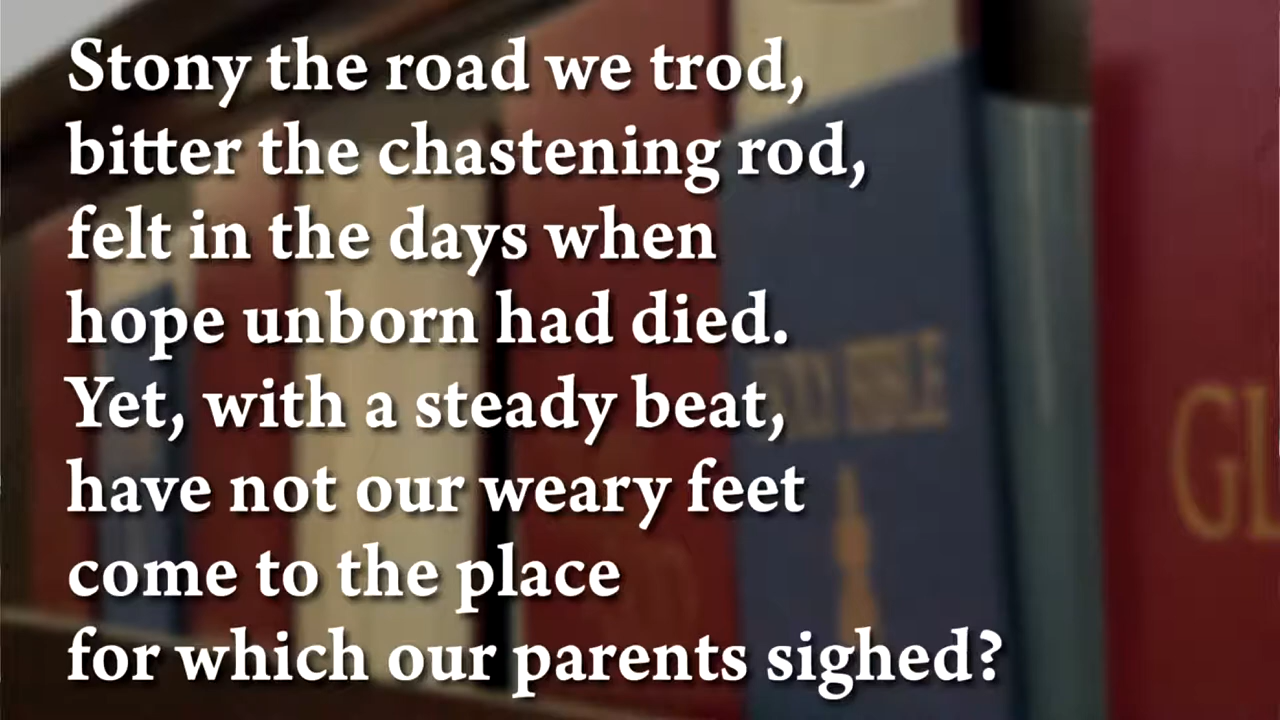 Stony the road we trod,
bitter the chastening rod,
felt in the days when
hope unborn had died.
Yet, with a steady beat,
have not our weary feet
come to the place
for which our parents sighed?
BIBLE